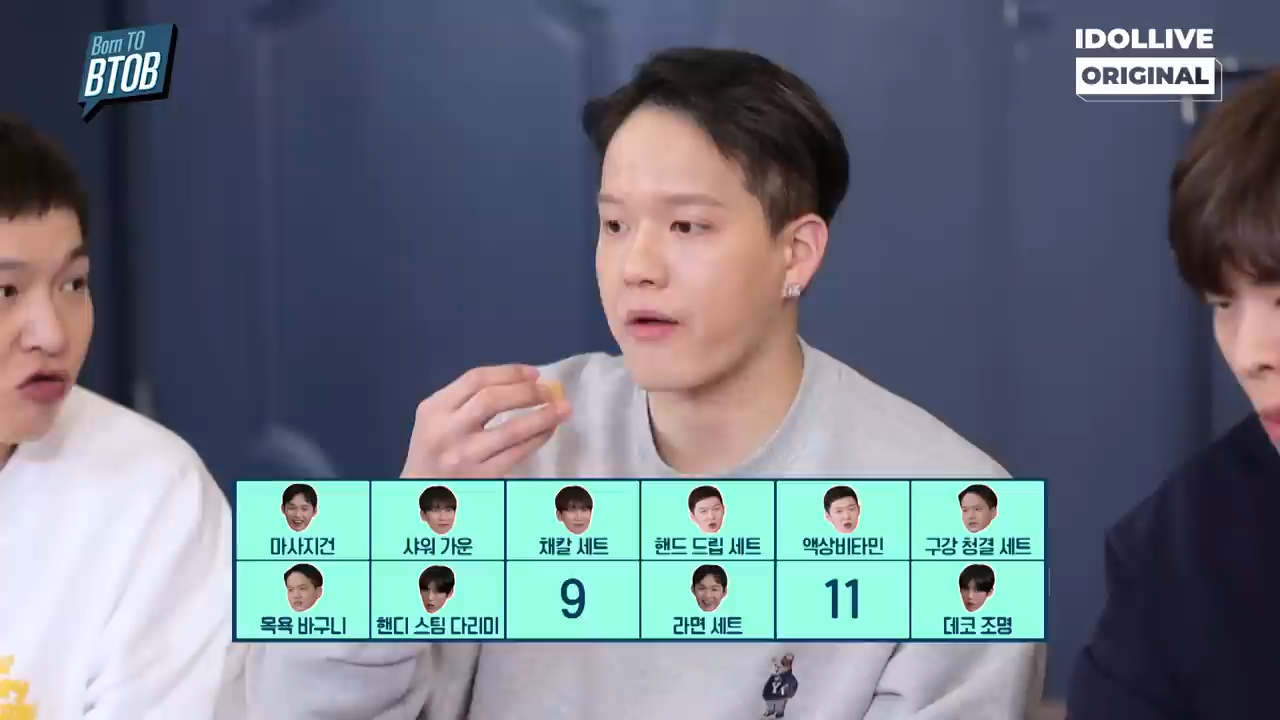 Born TO
BTOB
IDOLLIVE
ORIGINAL
마사지건
샤워 가운
채칼 세트
핸드 드립 세트
액상비타민
구강 청결 세트
목욕 바구니
핸디 스팀 다리미
9
라면 세트
11
데코 조명